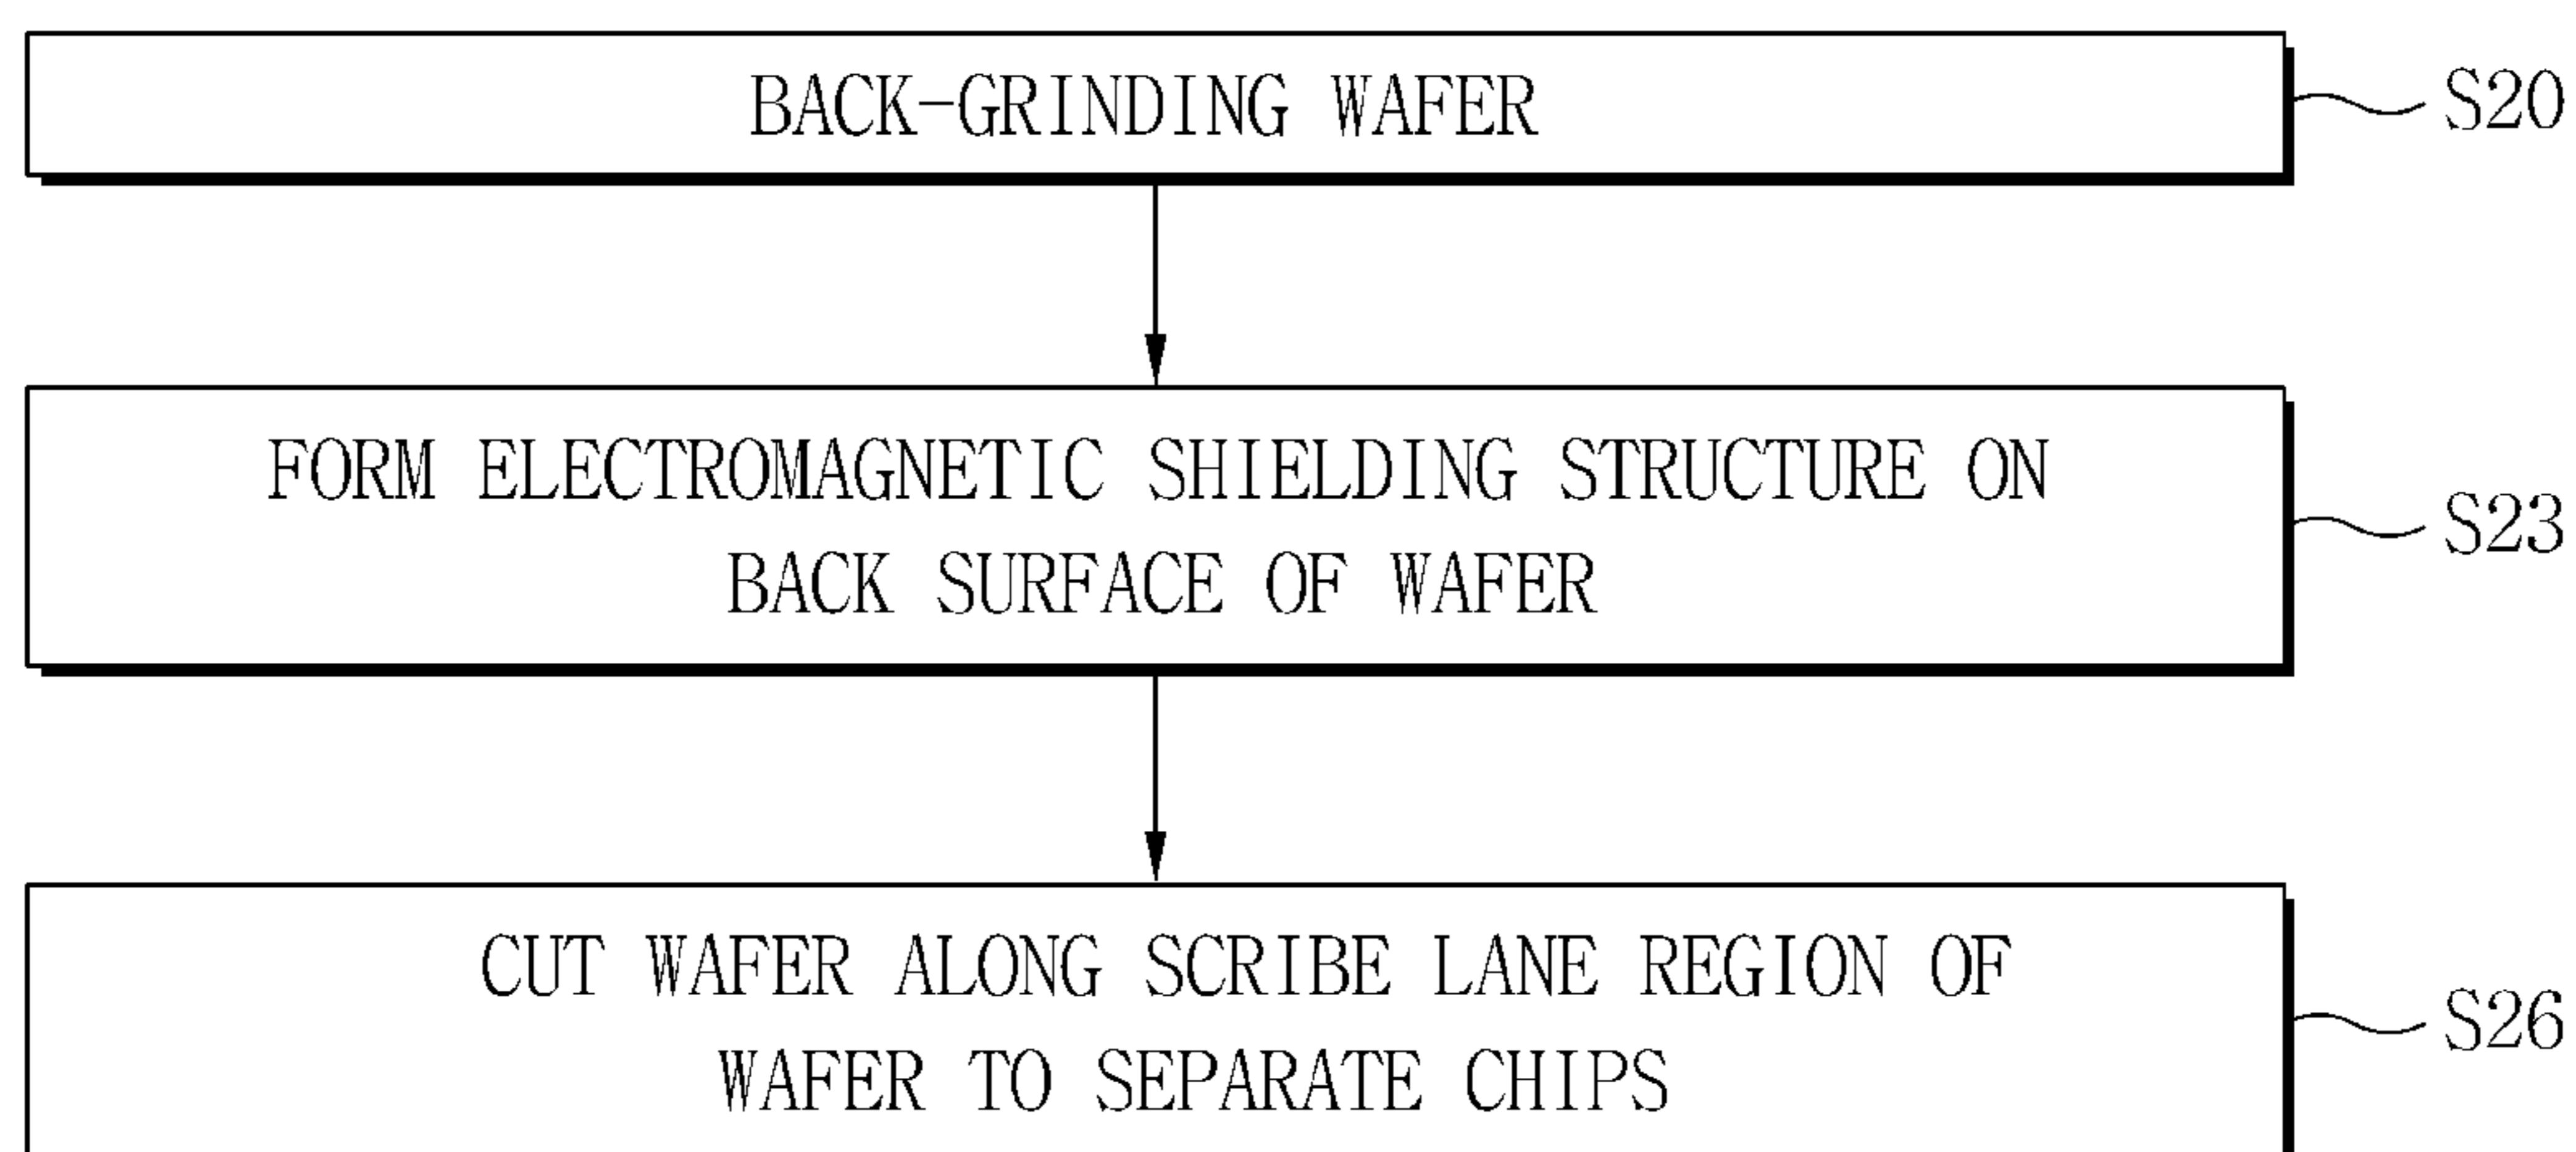 BACK-GRINDING WAFER
S20
FORM ELECTROMAGNETIC SHIELDING STRUCTURE ON
BACK SURFACE OF WAFER
S23
CUT WAFER ALONG SCRIBE LANE REGION OF
WAFER TO SEPARATE CHIPS
S26